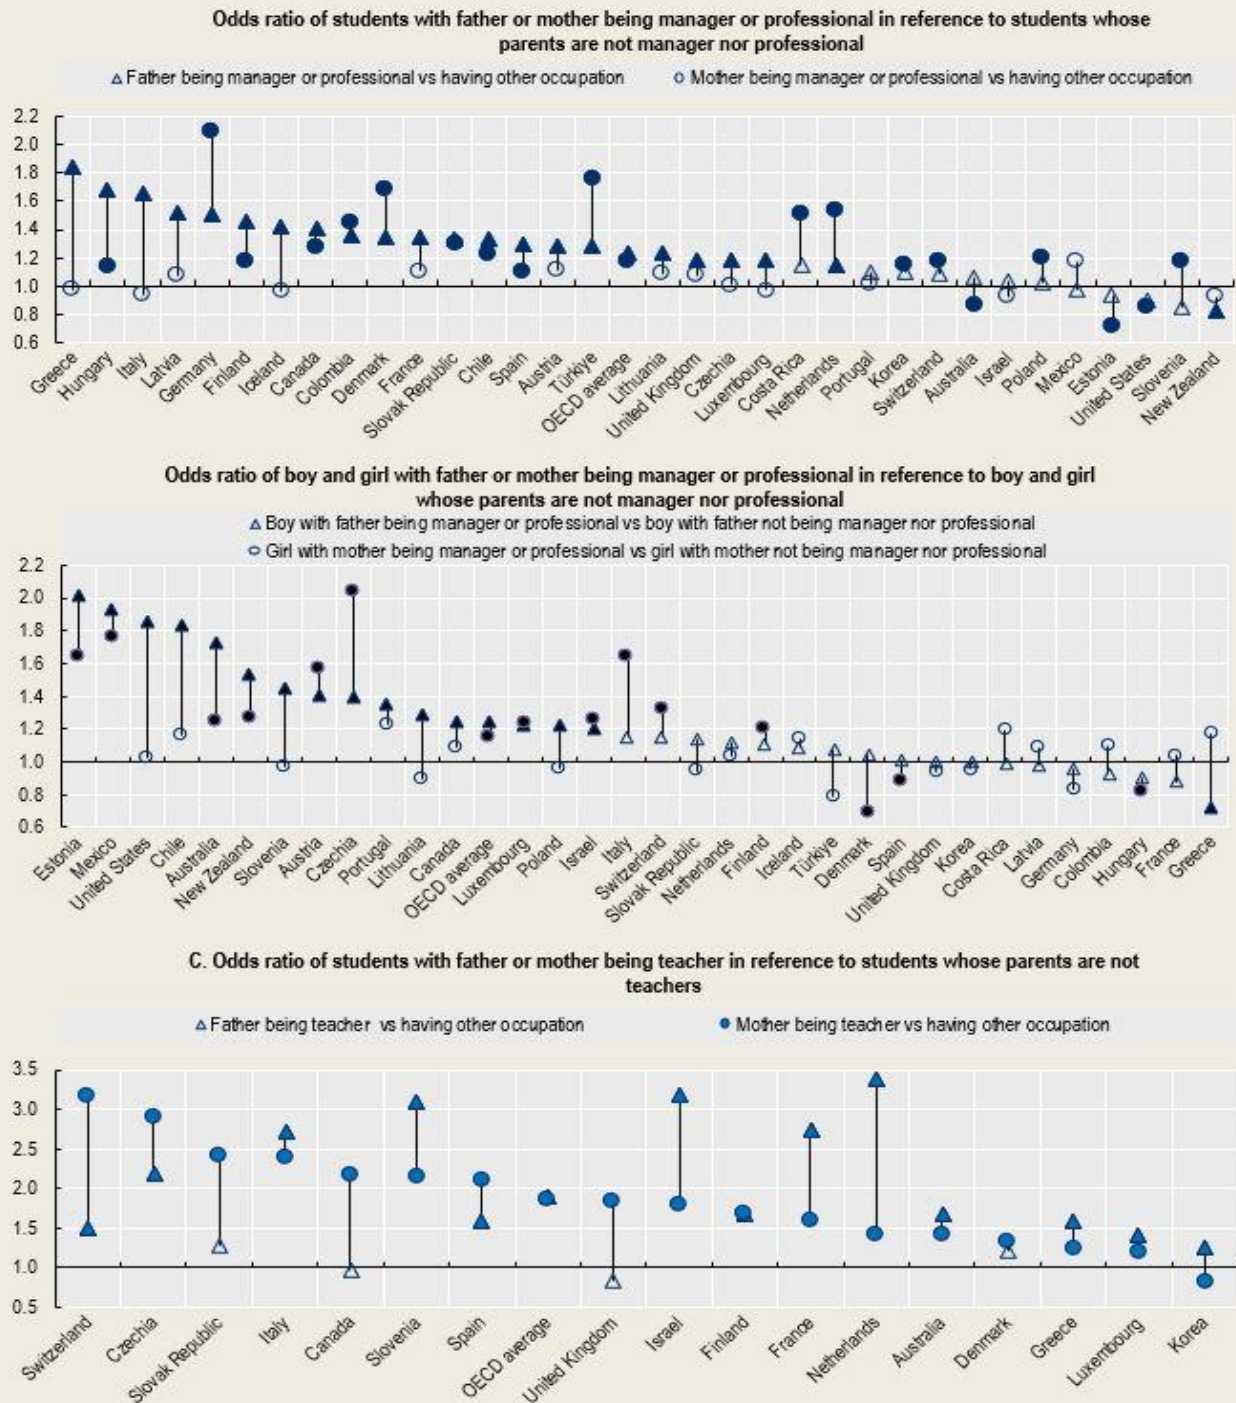 Odds ratio of students with father or mother being manager or professional in reference to students whose
parents are not manager nor professional
Father being manager or professional vs having other occupation
Mother being manager or professional vs having other occupation
2.2
2.0
1.8
1.6
1.4
1.2
1.0
0.8
0.6
Greece
Hungary
Italy
Latvia
Germany
Finland
Iceland
Canada
Colombia
Denmark
France
Slovak Republic
Chile
Spain
Austria
Türkiye
OECD average
Lithuania
United Kingdom
Czechia
Luxembourg
Costa Rica
Netherlands
Portugal
Korea
Switzerland
Australia
Israel
Poland
Mexico
Estonia
United States
Slovenia
New Zealand
Odds ratio of boy and girl with father or mother being manager or professional in reference to boy and girl
whose parents are not manager nor professional
Boy with father being manager or professional vs boy with father not being manager nor professional
Girl with mother being manager or professional vs girl with mother not being manager nor professional
2.2
2.0
1.8
1.6
1.4
1.2
1.0
0.8
0.6
Estonia
Mexico
United States
Chile
Australia
New Zealand
Slovenia
Austria
Czechia
Portugal
Lithuania
Canada
OECD average
Luxembourg
Poland
Israel
Italy
Switzerland
Slovak Republic
Netherlands
Finland
Iceland
Türkiye
Denmark
Spain
United Kingdom
Korea
Costa Rica
Latvia
Germany
Colombia
Hungary
France
Greece
C. Odds ratio of students with father or mother being teacher in reference to students whose parents are not
teachers
Father being teacher vs having other occupation
Mother being teacher vs having other occupation
3.5
3.0
2.5
2.0
1.5
1.0
0.5
Switzerland
Czechia
Slovak Republic
Italy
Canada
Slovenia
Spain
OECD average
United Kingdom
Israel
Finland
France
Netherlands
Australia
Denmark
Greece
Luxembourg
Korea